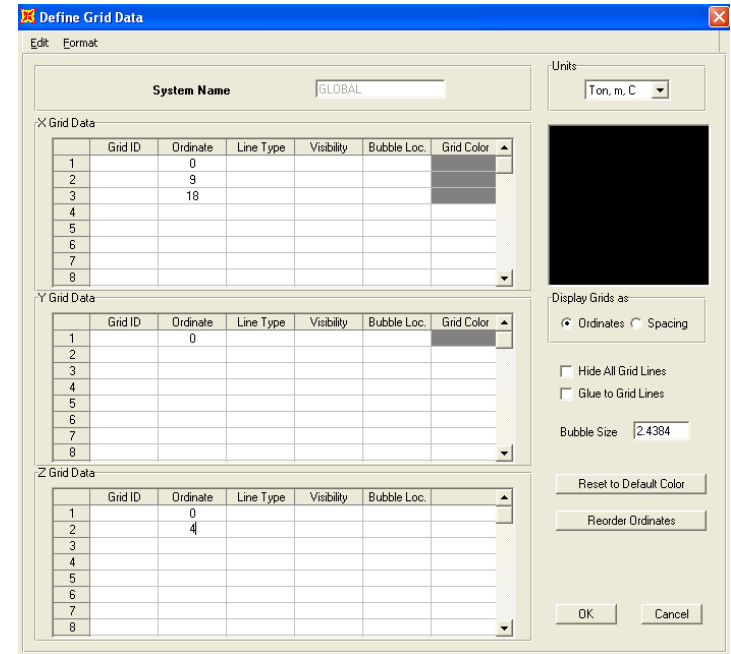 Define Grid Data
Edit Format
System Name GLOBAL
Units
Ton, m, C
X Grid Data
Grid ID Ordinate Line Type Visibility Bubble Loc. Grid Color
1 0
2 9
3 18
4
5
6
7
8
Y Grid Data
Grid ID Ordinate Line Type Visibility Bubble Loc. Grid Color
1 0
2
3
4
5
6
7
8
Z Grid Data
Grid ID Ordinate Line Type Visibility Bubble Loc.
1 0
2 4
3
4
5
6
7
8
Display Grids as
Ordinates Spacing
Hide All Grid Lines
Glue to Grid Lines
Bubble Size 2.4384
Reset to Default Color
Reorder Ordinates
OK Cancel